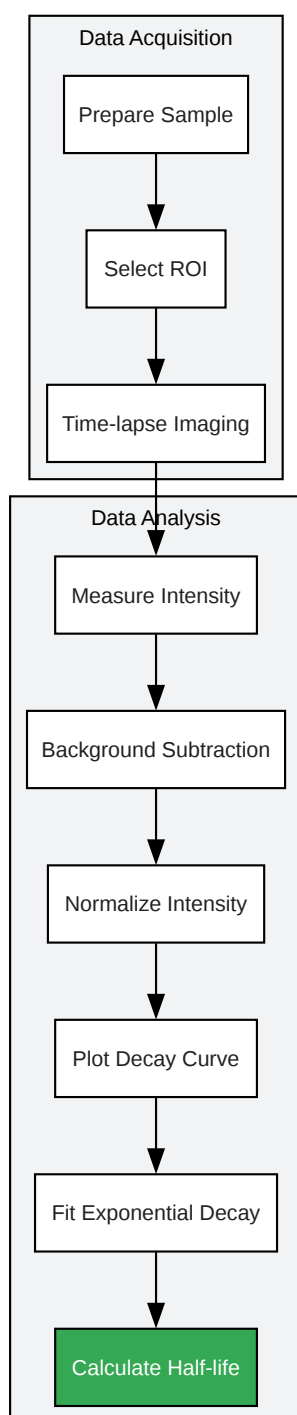 Data Acquisition
Prepare Sample
Select ROI
Time-lapse Imaging
Data Analysis
Measure Intensity
Background Subtraction
Normalize Intensity
Plot Decay Curve
Fit Exponential Decay
Calculate Half-life